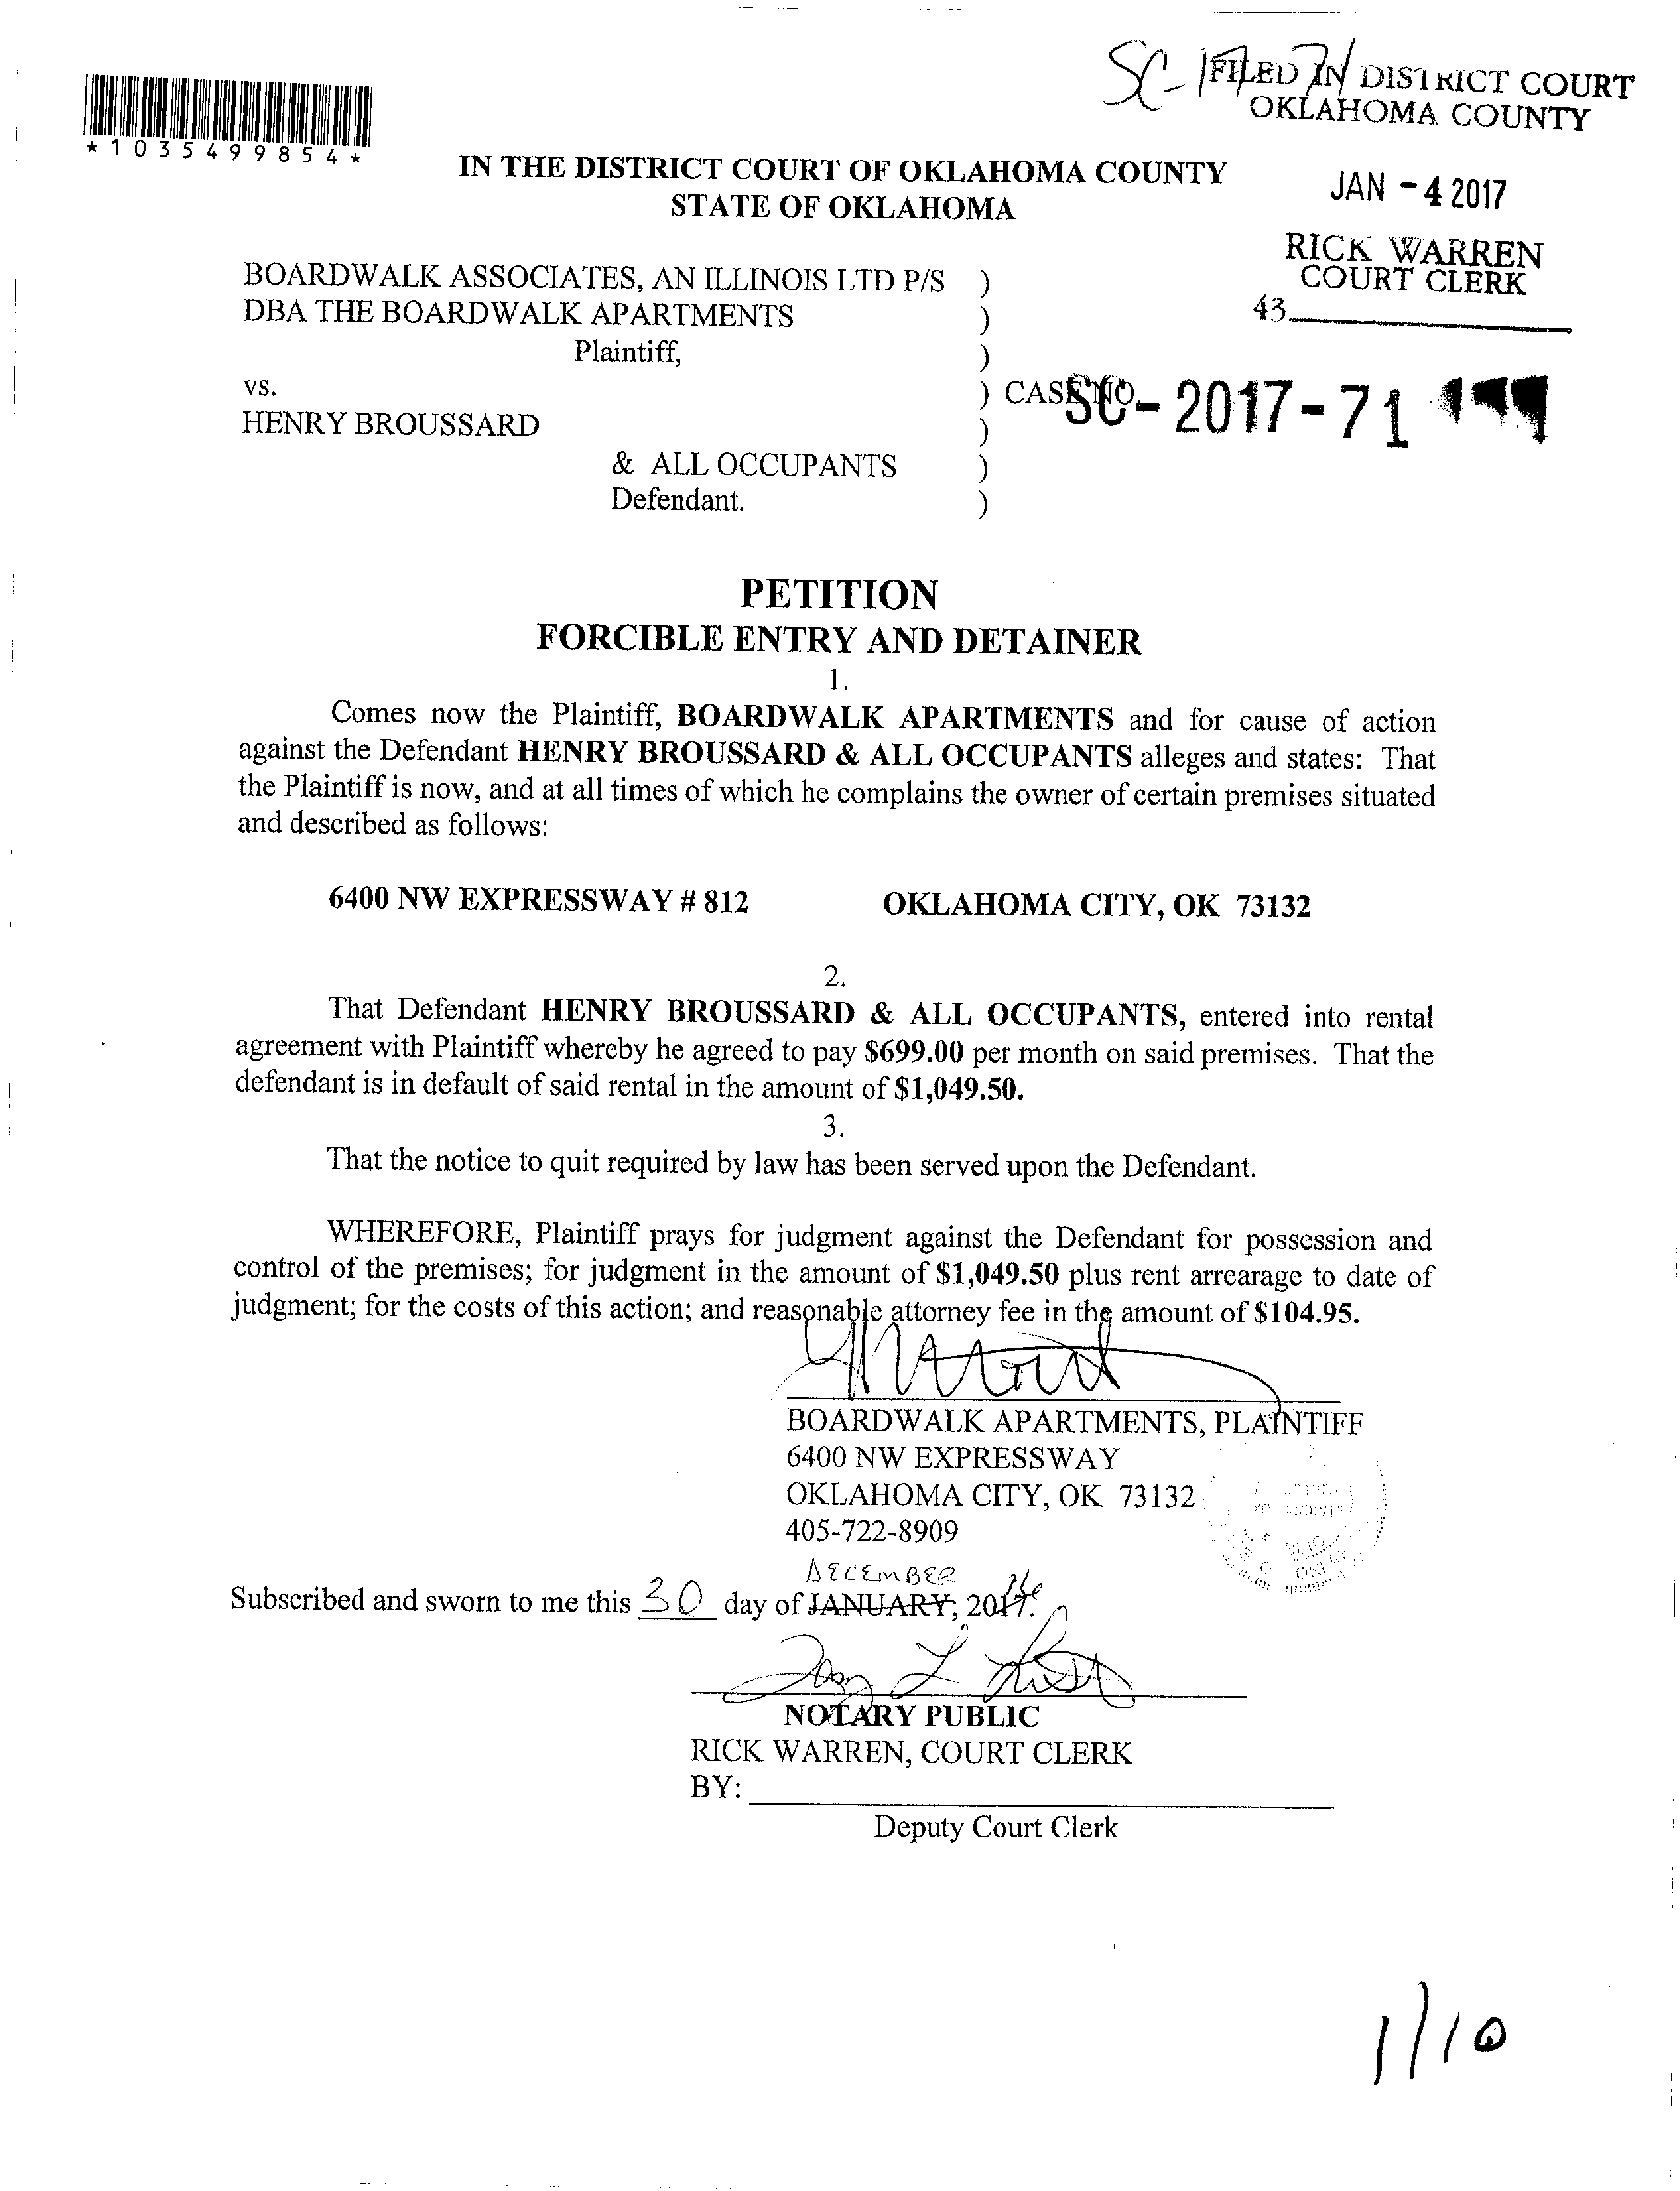 SC-17-71
FILED IN DISTRICT COURT
OKLAHOMA COUNTY
*1035499854*
IN THE DISTRICT COURT OF OKLAHOMA COUNTY
STATE OF OKLAHOMA
JAN -4 2017
RICK WARREN
COURT CLERK
43
BOARDWALK ASSOCIATES, AN ILLINOIS LTD P/S )
DBA THE BOARDWALK APARTMENTS )
Plaintiff, )
vs. ) CASE NO. SC-2017-71
HENRY BROUSSARD )
& ALL OCCUPANTS )
Defendant. )
PETITION
FORCIBLE ENTRY AND DETAINER
1.
Comes now the Plaintiff, BOARDWALK APARTMENTS and for cause of action
against the Defendant HENRY BROUSSARD & ALL OCCUPANTS alleges and states: That
the Plaintiff is now, and at all times of which he complains the owner of certain premises situated
and described as follows:
6400 NW EXPRESSWAY # 812 OKLAHOMA CITY, OK 73132
2.
That Defendant HENRY BROUSSARD & ALL OCCUPANTS, entered into rental
agreement with Plaintiff whereby he agreed to pay $699.00 per month on said premises. That the
defendant is in default of said rental in the amount of $1,049.50.
3.
That the notice to quit required by law has been served upon the Defendant.
WHEREFORE, Plaintiff prays for judgment against the Defendant for possession and
control of the premises; for judgment in the amount of $1,049.50 plus rent arrearage to date of
judgment; for the costs of this action; and reasonable attorney fee in the amount of $104.95.
BOARDWALK APARTMENTS, PLAINTIFF
6400 NW EXPRESSWAY
OKLAHOMA CITY, OK 73132
405-722-8909
DECEMBER
Subscribed and sworn to me this 30 day of JANUARY, 2017. 16
NOTARY PUBLIC
RICK WARREN, COURT CLERK
BY:
Deputy Court Clerk
1/10